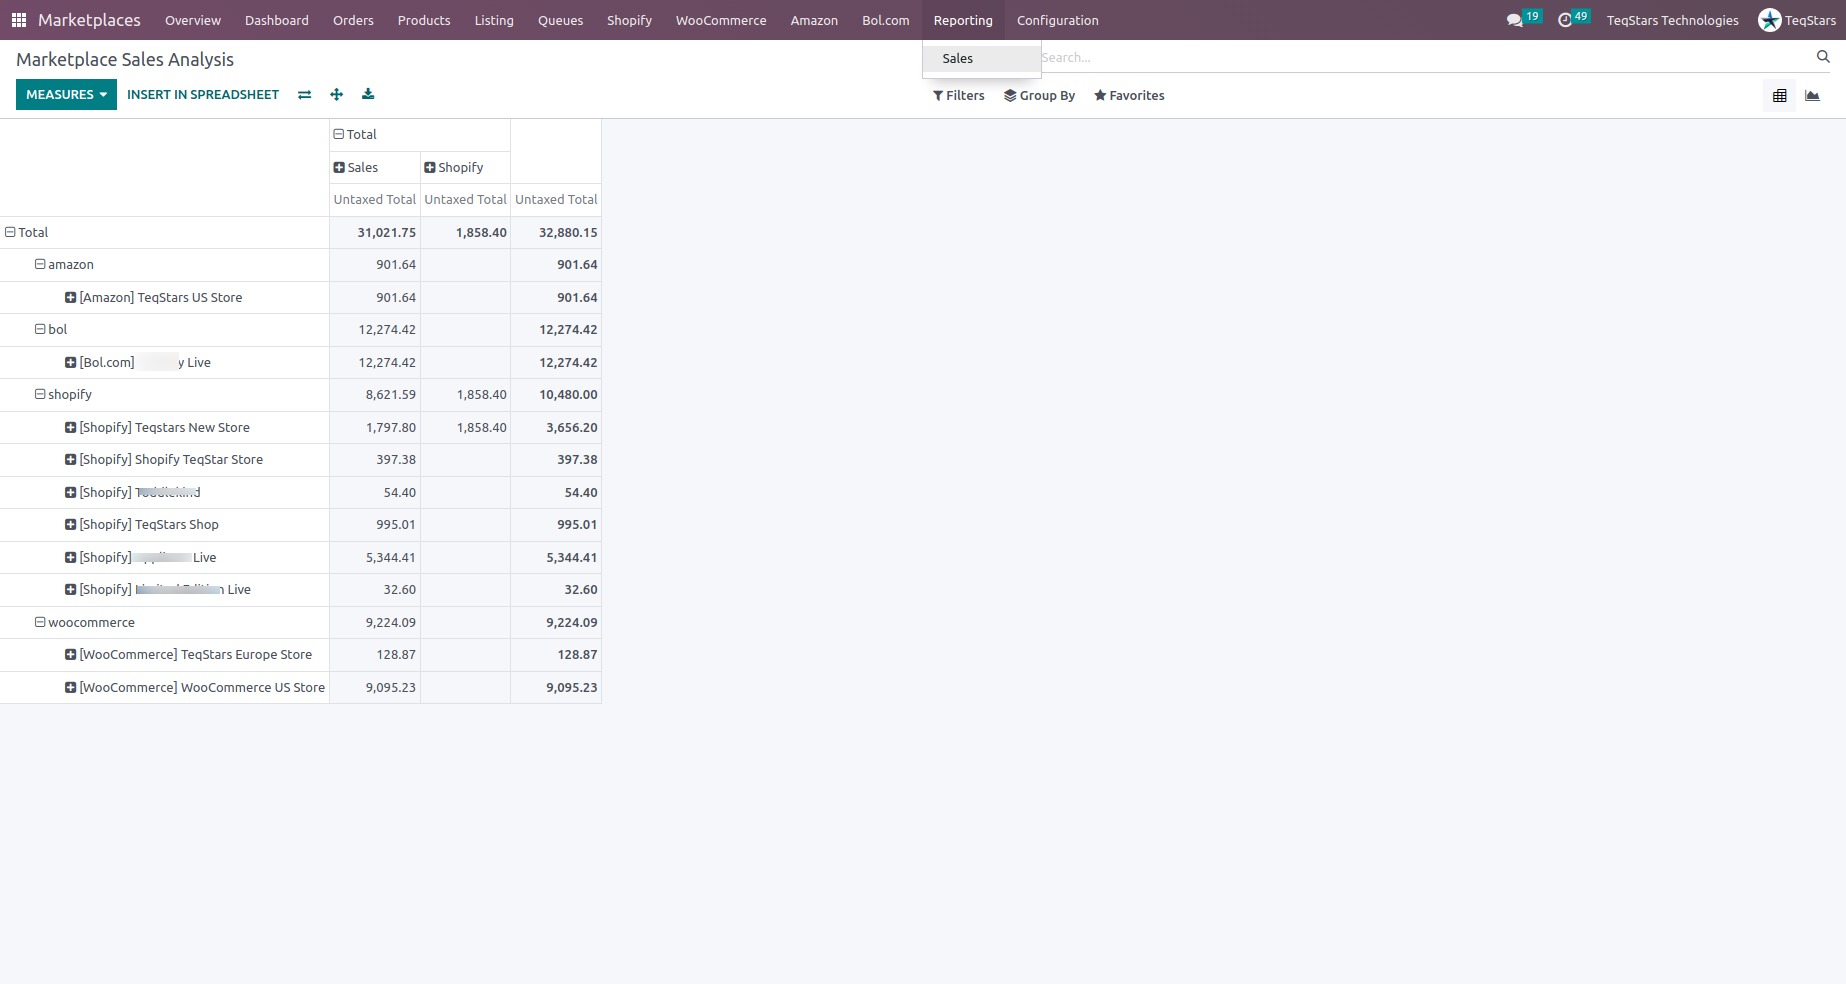 Marketplaces Overview Dashboard Orders Products Listing Queues Shopify WooCommerce Amazon Bol.com Reporting Configuration 19 49 TeqStars Technologies TeqStars
Marketplace Sales Analysis
Sales
Search...
MEASURES INSERT IN SPREADSHEET Filters Group By Favorites
Total
Sales Shopify
Untaxed Total Untaxed Total Untaxed Total
Total 31,021.75 1,858.40 32,880.15
amazon 901.64 901.64
[Amazon] TeqStars US Store 901.64 901.64
bol 12,274.42 12,274.42
[Bol.com] y Live 12,274.42 12,274.42
shopify 8,621.59 1,858.40 10,480.00
[Shopify] Teqstars New Store 1,797.80 1,858.40 3,656.20
[Shopify] Shopify TeqStar Store 397.38 397.38
[Shopify] 54.40 54.40
[Shopify] TeqStars Shop 995.01 995.01
[Shopify] Live 5,344.41 5,344.41
[Shopify] Live 32.60 32.60
woocommerce 9,224.09 9,224.09
[WooCommerce] TeqStars Europe Store 128.87 128.87
[WooCommerce] WooCommerce US Store 9,095.23 9,095.23